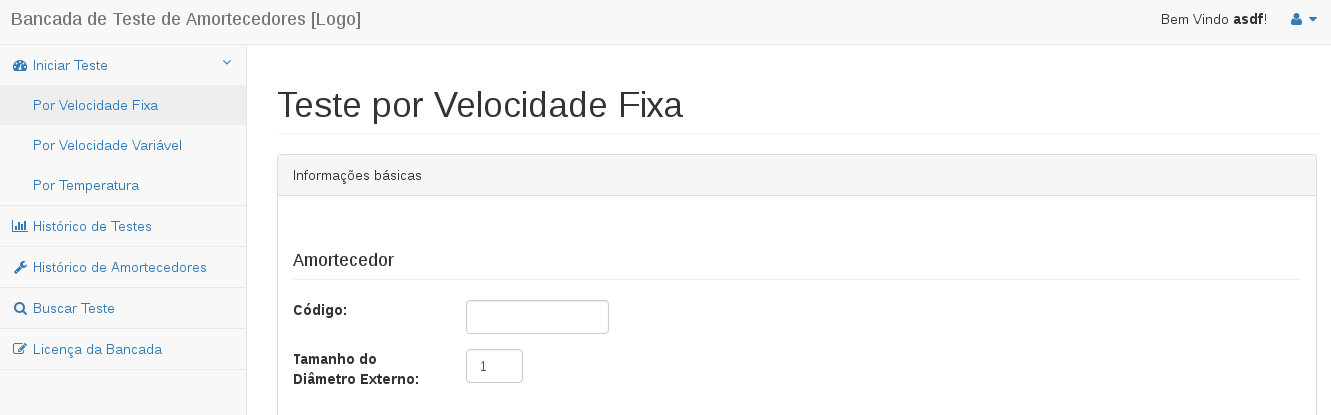 Bancada de Teste de Amortecedores [Logo]
Bem Vindo asdf!
Iniciar Teste
Por Velocidade Fixa
Por Velocidade Variável
Por Temperatura
Histórico de Testes
Histórico de Amortecedores
Buscar Teste
Licença da Bancada
Teste por Velocidade Fixa
Informações básicas
Amortecedor
Código:
Tamanho do
Diâmetro Externo:
1